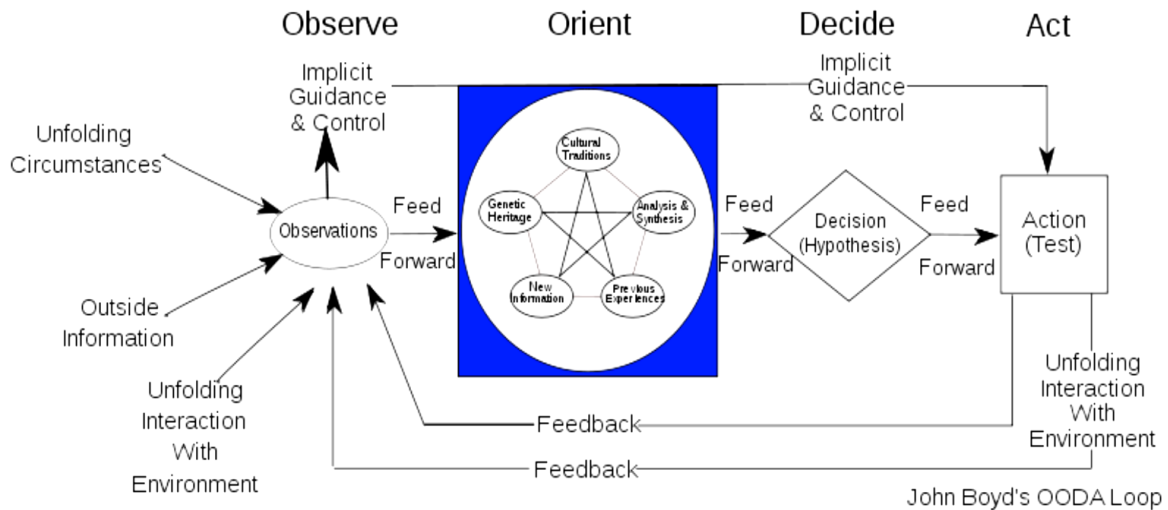 Observe
Orient
Decide
Act
Implicit
Guidance
& Control
Implicit
Guidance
& Control
Unfolding
Circumstances
Observations
Feed
Forward
Cultural
Traditions
Genetic
Heritage
Analysis &
Synthesis
New
Information
Previous
Experiences
Feed
Forward
Decision
(Hypothesis)
Feed
Forward
Action
(Test)
Outside
Information
Unfolding
Interaction
With
Environment
Unfolding
Interaction
With
Environment
Feedback
Feedback
John Boyd's OODA Loop